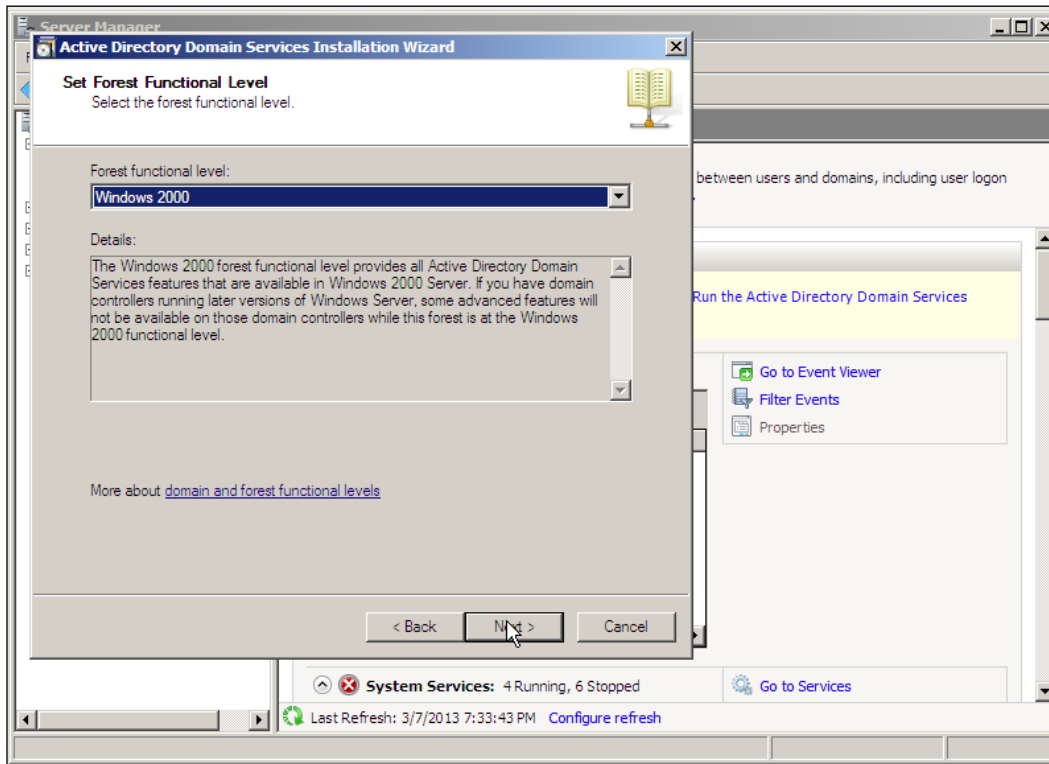 Server Manager
Active Directory Domain Services Installation Wizard
Set Forest Functional Level
Select the forest functional level.
Forest functional level:
Windows 2000
Details:
The Windows 2000 forest functional level provides all Active Directory Domain
Services features that are available in Windows 2000 Server. If you have domain
controllers running later versions of Windows Server, some advanced features will
not be available on those domain controllers while this forest is at the Windows
2000 functional level.
More about domain and forest functional levels
< Back
Next >
Cancel
between users and domains, including user logon
Run the Active Directory Domain Services
Go to Event Viewer
Filter Events
Properties
System Services: 4 Running, 6 Stopped
Go to Services
Last Refresh: 3/7/2013 7:33:43 PM Configure refresh